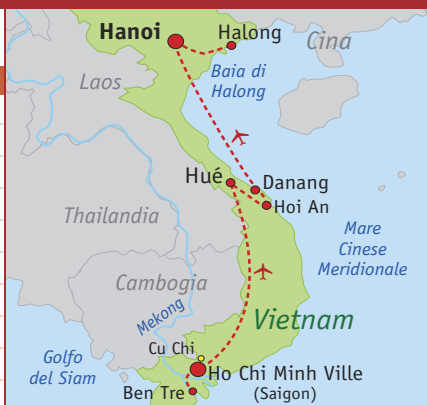 Hanoi
Halong
Cina
Laos
Baia di
Halong
Hué
Danang
Hoi An
Thailandia
Mare
Cinese
Meridionale
Cambogia
Mekong
Vietnam
Cu Chi
Golfo
del Siam
Ho Chi Minh Ville
(Saigon)
Ben Tre